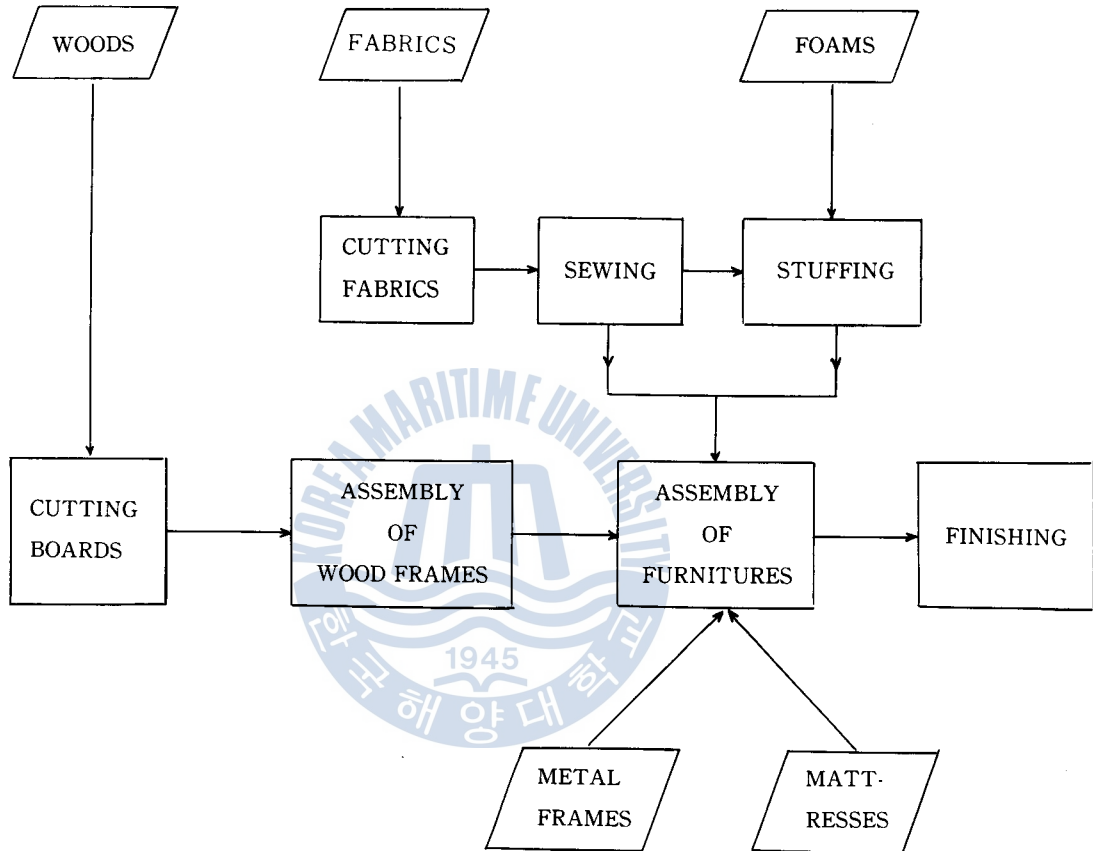 WOODS
FABRICS
FOAMS
CUTTING
FABRICS
SEWING
STUFFING
CUTTING
BOARDS
ASSEMBLY
OF
WOOD FRAMES
ASSEMBLY
OF
FURNITURES
FINISHING
METAL
FRAMES
MATT-
RESSES
KOREA MARITIME UNIVERSITY
1945
한국해양대학교